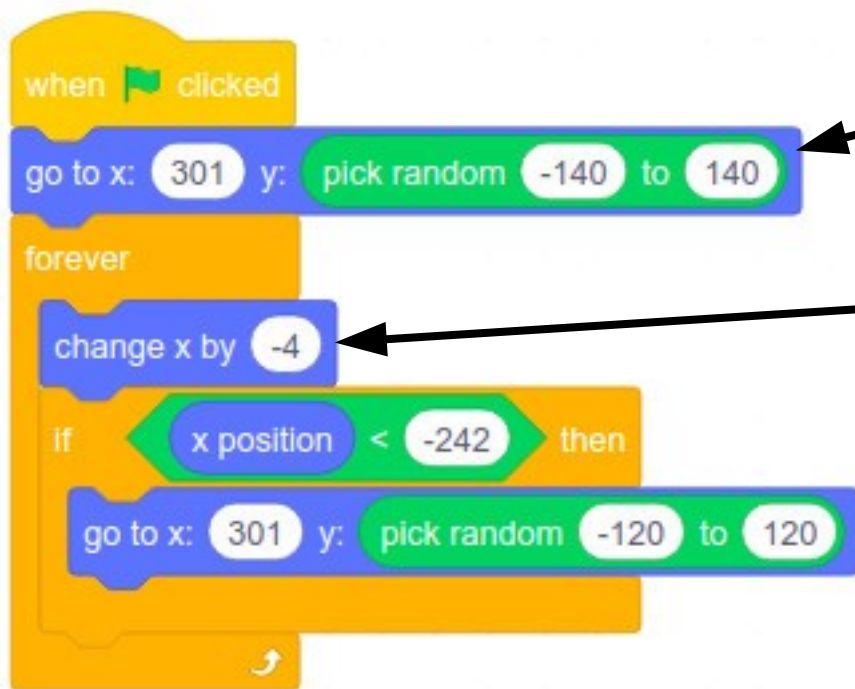 when clicked
go to x: 301 y: pick random -140 to 140
forever
change x by -4
if x position < -242 then
go to x: 301 y: pick random -120 to 120